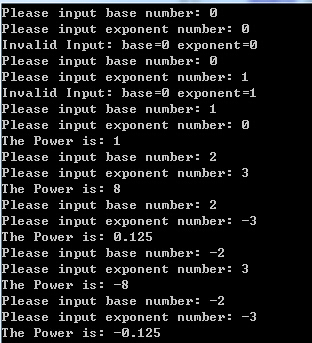 Please input base number: 0
Please input exponent number: 0
Invalid Input: base=0 exponent=0
Please input base number: 0
Please input exponent number: 1
Invalid Input: base=0 exponent=1
Please input base number: 1
Please input exponent number: 0
The Power is: 1
Please input base number: 2
Please input exponent number: 3
The Power is: 8
Please input base number: 2
Please input exponent number: -3
The Power is: 0.125
Please input base number: -2
Please input exponent number: 3
The Power is: -8
Please input base number: -2
Please input exponent number: -3
The Power is: -0.125